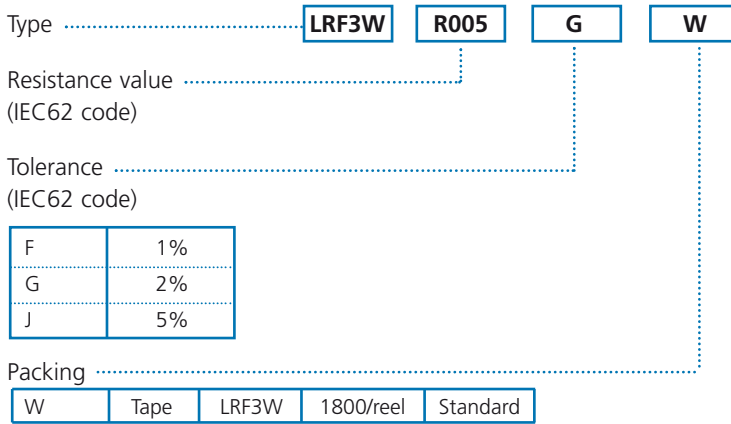 Type LRF3W R005 G W
Resistance value
(IEC62 code)
Tolerance
(IEC62 code)
F 1%
G 2%
J 5%
Packing
W Tape LRF3W 1800/reel Standard